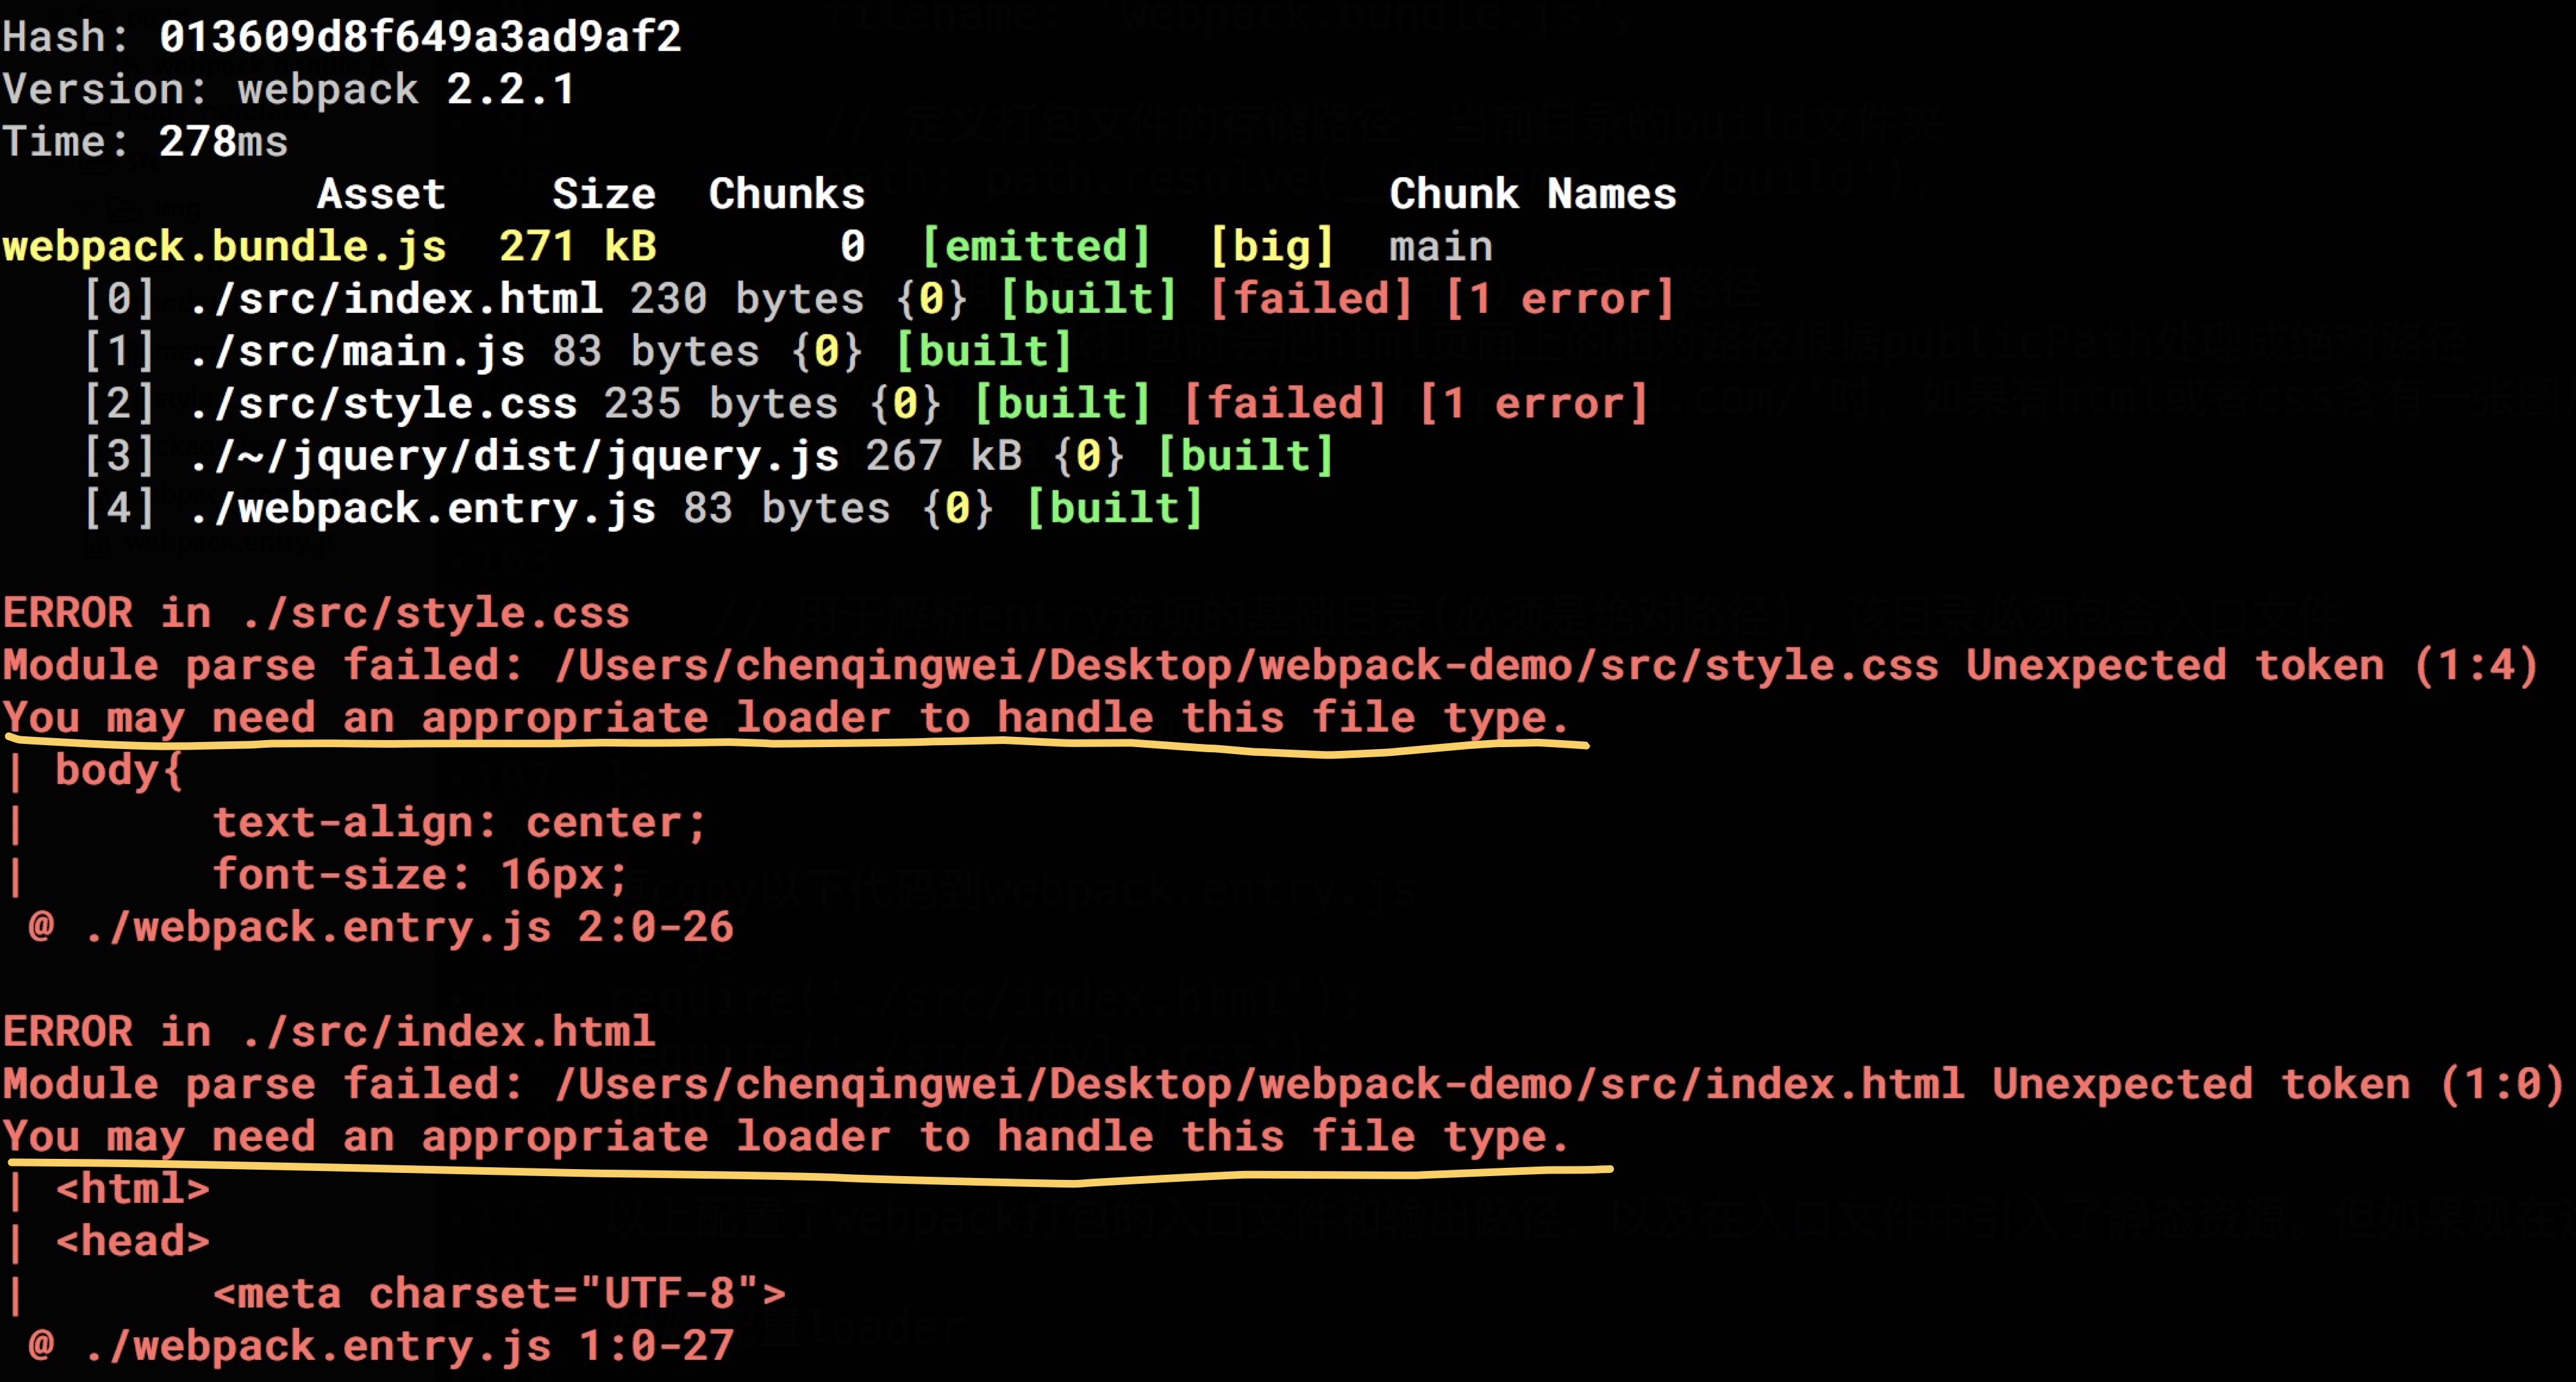 Hash: 013609d8f649a3ad9af2
Version: webpack 2.2.1
Time: 278ms
Asset Size Chunks Chunk Names
webpack.bundle.js 271 kB 0 [emitted] [big] main
[0] ./src/index.html 230 bytes {0} [built] [failed] [1 error]
[1] ./src/main.js 83 bytes {0} [built]
[2] ./src/style.css 235 bytes {0} [built] [failed] [1 error]
[3] ./~/jquery/dist/jquery.js 267 kB {0} [built]
[4] ./webpack.entry.js 83 bytes {0} [built]
ERROR in ./src/style.css
Module parse failed: /Users/chenqingwei/Desktop/webpack-demo/src/style.css Unexpected token (1:4)
You may need an appropriate loader to handle this file type.
| body{
| text-align: center;
| font-size: 16px;
@ ./webpack.entry.js 2:0-26
ERROR in ./src/index.html
Module parse failed: /Users/chenqingwei/Desktop/webpack-demo/src/index.html Unexpected token (1:0)
You may need an appropriate loader to handle this file type.
| <html>
| <head>
| <meta charset="UTF-8">
@ ./webpack.entry.js 1:0-27